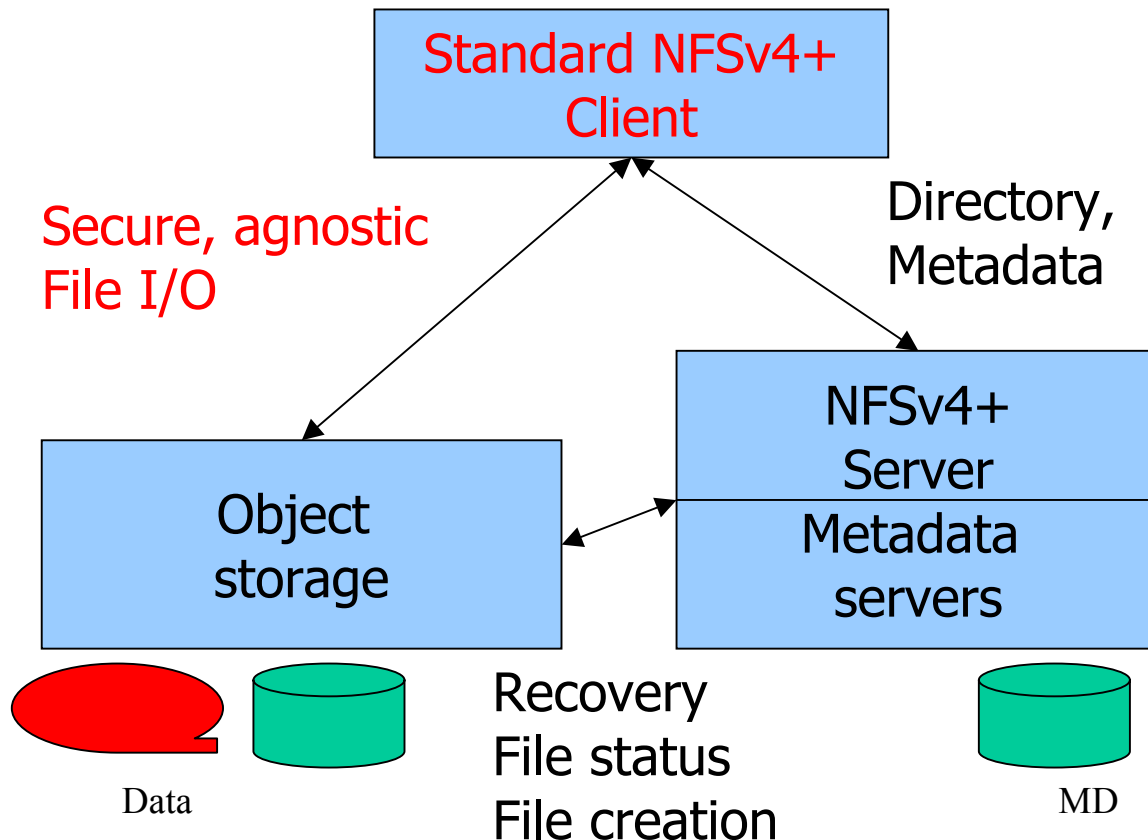 Standard NFSv4+
Client
Secure, agnostic
File I/O
Directory,
Metadata
NFSv4+
Server
Object
storage
Metadata
servers
Recovery
File status
File creation
Data
MD